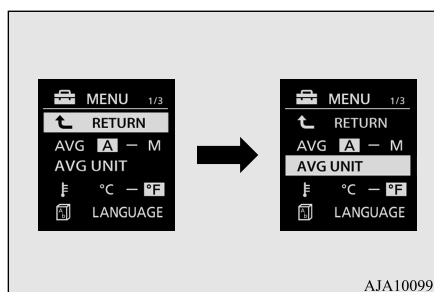 MENU 1/3
RETURN
AVG A – M
AVG UNIT
°C – °F
LANGUAGE
MENU 1/3
RETURN
AVG A – M
AVG UNIT
°C – °F
LANGUAGE
AJA10099